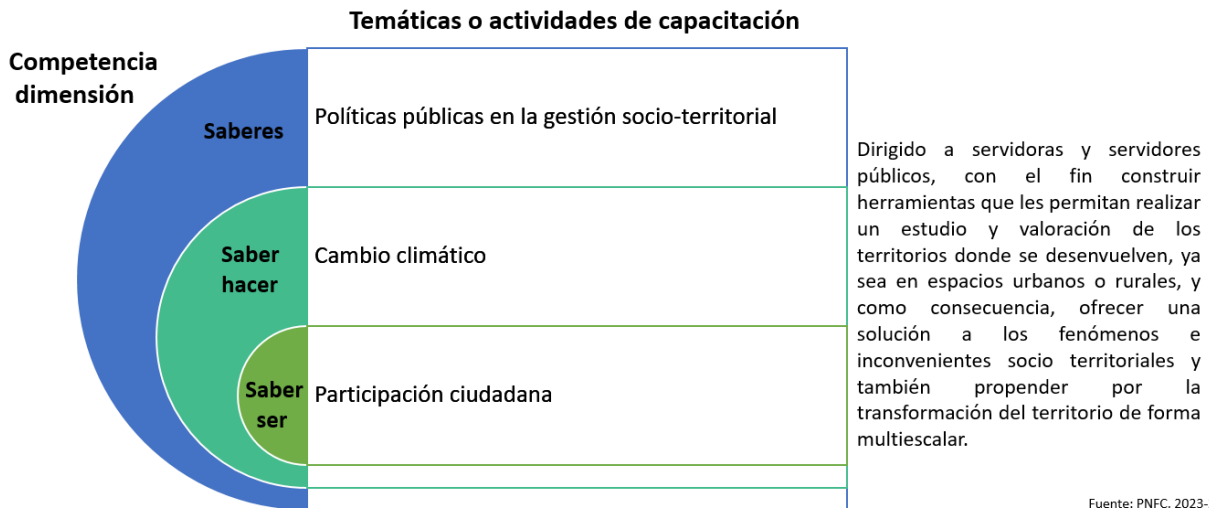 Temáticas o actividades de capacitación
Competencia
dimensión
Saberes
Políticas públicas en la gestión socio-territorial
Saber
hacer
Cambio climático
Saber
ser
Participación ciudadana
Dirigido a servidoras y servidores
públicos, con el fin construir
herramientas que les permitan realizar
un estudio y valoración de los
territorios donde se desenvuelven, ya
sea en espacios urbanos o rurales, y
como consecuencia, ofrecer una
solución a los fenómenos e
inconvenientes socio territoriales y
también propender por la
transformación del territorio de forma
multiescalar.
Fuente: PNFC. 2023-